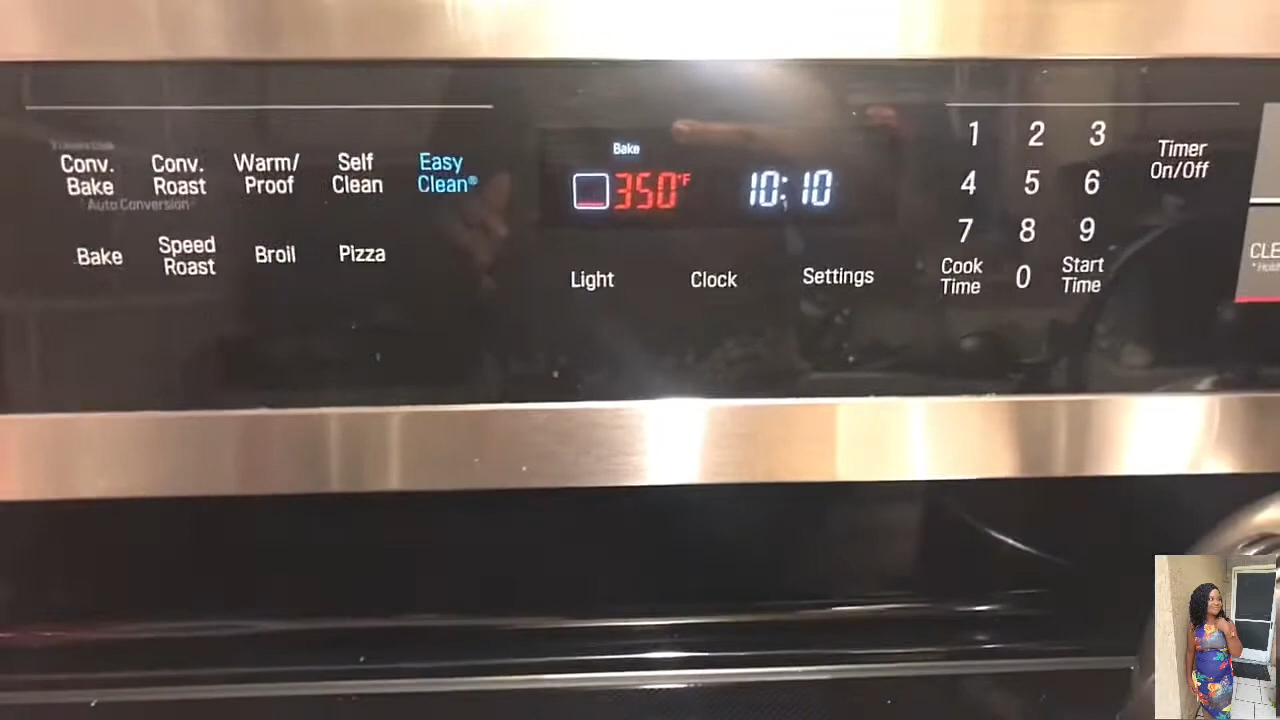 Conv.
Bake
Auto Conversion
Conv.
Roast
Warm/
Proof
Self
Clean
Easy
Clean®
Bake
Speed
Roast
Broil
Pizza
Bake
350°F
10:10
Light
Clock
Settings
1 2 3
4 5 6
7 8 9
Cook
Time
0
Start
Time
Timer
On/Off